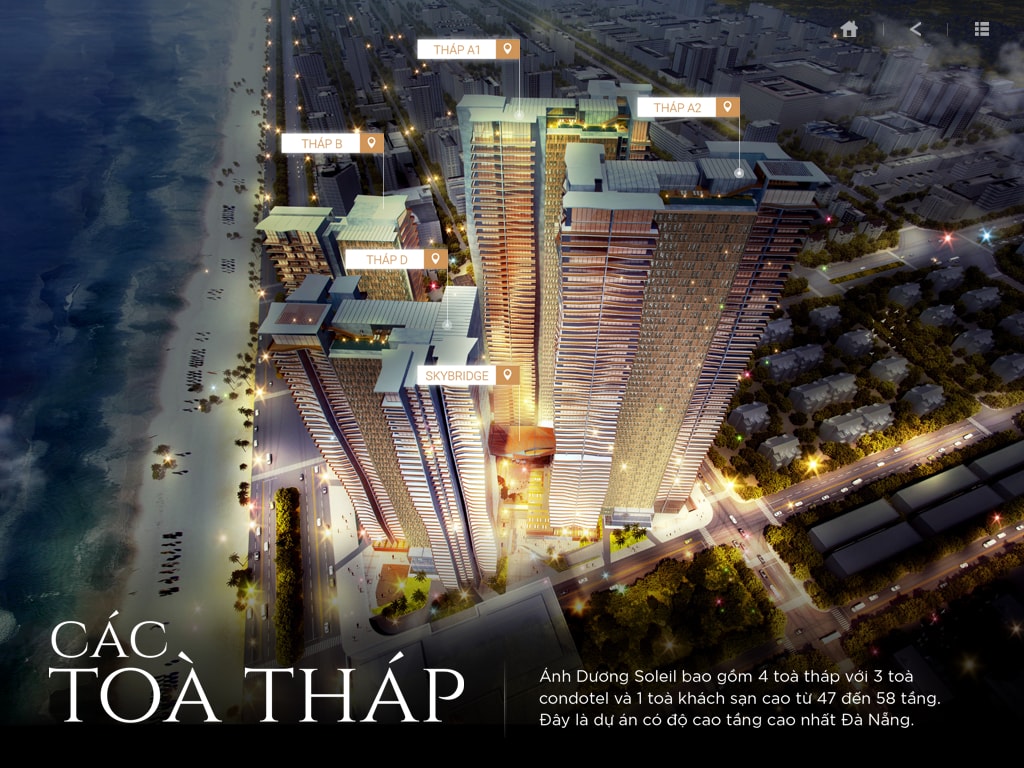 THÁP A1
THÁP A2
THÁP B
THÁP D
SKYBRIDGE
CÁC
TOÀ THÁP
Ánh Dương Soleil bao gồm 4 toà tháp với 3 toà
condotel và 1 toà khách sạn cao từ 47 đến 58 tầng.
Đây là dự án có độ cao tầng cao nhất Đà Nẵng.